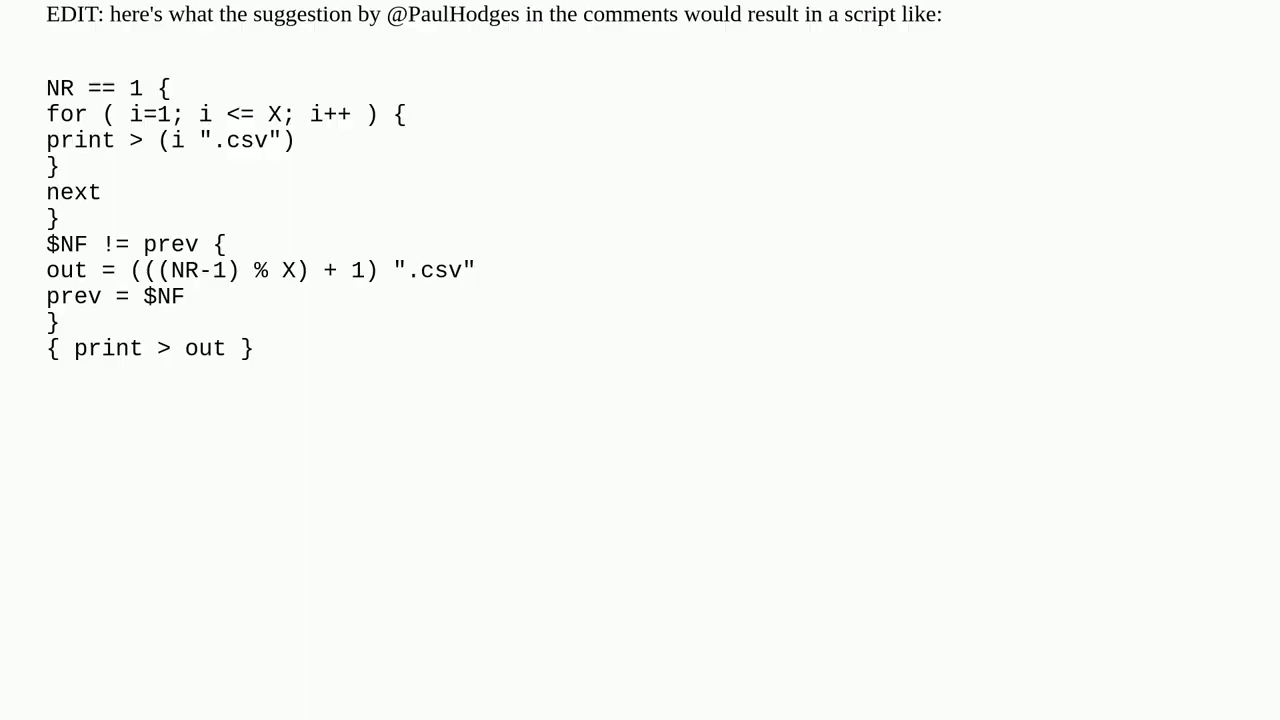 EDIT: here's what the suggestion by @PaulHodges in the comments would result in a script like:
NR == 1 {
for ( i=1; i <= X; i++ ) {
print > (i ".csv")
}
next
}
$NF != prev {
out = (((NR-1) % X) + 1) ".csv"
prev = $NF
}
{ print > out }